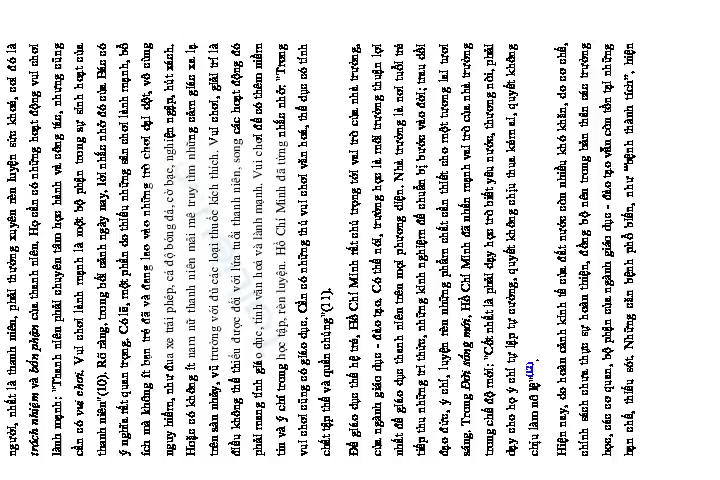 người, nhất là thanh niên, phải thường xuyên rèn luyện sức khoẻ, coi đó là
trách nhiệm và bổn phận của thanh niên. Họ cần có những hoạt động vui chơi
lành mạnh: "Thanh niên phải chuyên tâm học hành và công tác, nhưng cũng
cần có vui chơi. Vui chơi lành mạnh là một bộ phận trong sự sinh hoạt của
thanh niên"(10). Rõ ràng, trong bối cảnh ngày nay, lời nhắc nhở đó của Bác có
ý nghĩa rất quan trọng. Có lẽ, một phần do thiếu những sân chơi lành mạnh, bổ
ích mà không ít bạn trẻ đã và đang lao vào những trò chơi dại dột, vô cùng
nguy hiểm, như đua xe trái phép, cá độ bóng đá, cờ bạc, nghiện ngập, hút xách.
Hoặc có không ít nam nữ thanh niên mải mê truy tìm những cảm giác xa lạ
trên sàn nhảy, vũ trường với đủ các loại thuốc kích thích. Vui chơi, giải trí là
điều không thể thiếu được đối với lứa tuổi thanh niên, song các hoạt động đó
phải mang tính giáo dục, tính văn hoá và lành mạnh. Vui chơi để có thêm niềm
tin và ý chí trong học tập, rèn luyện. Hồ Chí Minh đã từng nhắc nhở: "Trong
vui chơi cũng có giáo dục. Cần có những thú vui chơi văn hoá, thể dục có tính
chất tập thể và quần chúng"(11).
Để giáo dục thế hệ trẻ, Hồ Chí Minh rất chú trọng tới vai trò của nhà trường,
của ngành giáo dục - đào tạo. Có thể nói, trường học là môi trường thuận lợi
nhất để giáo dục thanh niên trên mọi phương diện. Nhà trường là nơi tuổi trẻ
tiếp thu những tri thức, những kinh nghiệm để chuẩn bị bước vào đời; trau dồi
đạo đức, ý chí, luyện rèn những phẩm chất cần thiết cho một tương lai tươi
sáng. Trong Đời sống mới, Hồ Chí Minh đã nhấn mạnh vai trò của nhà trường
trong chế độ mới: "Cốt nhất là phải dạy học trò biết yêu nước, thương nòi, phải
dạy cho họ ý chí tự lập tự cường, quyết không chịu thua kém ai, quyết không
chịu làm nô lệ"(12).
Hiện nay, do hoàn cảnh kinh tế của đất nước còn nhiều khó khăn, do cơ chế,
chính sách chưa thực sự hoàn thiện, đồng bộ nên trong bản thân các trường
học, các cơ quan, bộ phận của ngành giáo dục - đào tạo vẫn còn tồn tại những
hạn chế, thiếu sót. Những căn bệnh phổ biến, như "bệnh thành tích", hiện